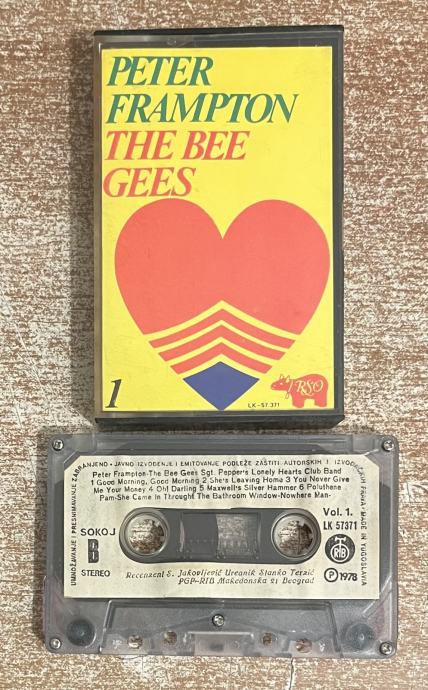 PETER
FRAMPTON
THE BEE
GEES
1
RSO
LK-57.371
UMNOŽAVANJE I PRESNIMAVANJE ZABRANJENO • JAVNO IZVOĐENJE I EMITOVANJE PODLEŽE ZAŠTITI AUTORSKIH I IZVOĐAČKIH PRAVA • MADE IN YUGOSLAVIA
Peter Frampton-The Bee Gees Sgt. Pepper's Lonely Hearts Club Band
1 Good Morning, Good Morning 2 She's Leaving Home 3 You Never Give
Me Your Money 4 Oh! Darling 5 Maxwell's Silver Hammer 6 Poluthene
Pam-She Came in Throught The Bathroom Window-Nowhere Man-
Vol. 1.
LK 57371
SOKOJ
B
STEREO
RTB
P 1978
Recenzent S. Jakovljević Urednik Stanko Terzić
PGP-RTB Makedonska 21 Beograd